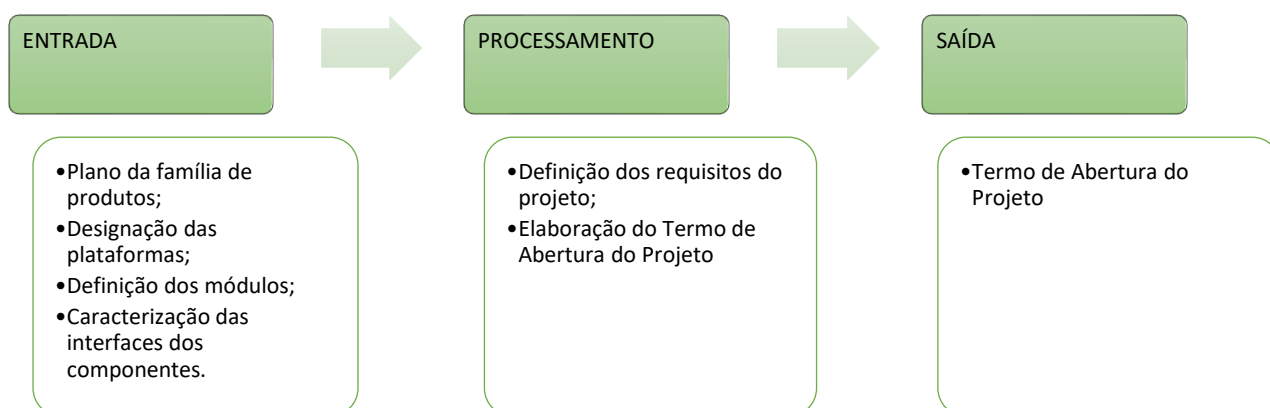 ENTRADA
•Plano da família de
produtos;
•Designação das
plataformas;
•Definição dos módulos;
•Caracterização das
interfaces dos
componentes.
PROCESSAMENTO
•Definição dos requisitos do
projeto;
•Elaboração do Termo de
Abertura do Projeto
SAÍDA
•Termo de Abertura do
Projeto